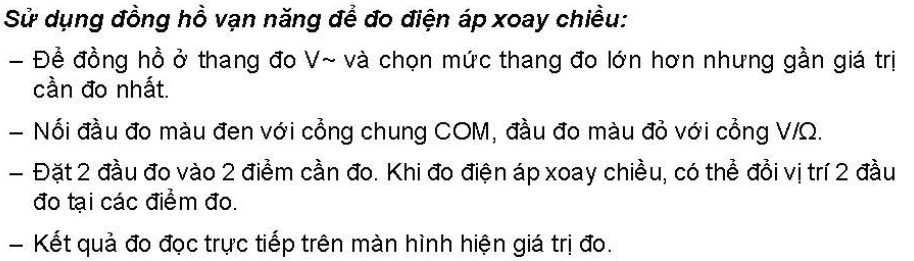 Sử dụng đồng hồ vạn năng để đo điện áp xoay chiều:
– Để đồng hồ ở thang đo V~ và chọn mức thang đo lớn hơn nhưng gần giá trị
cần đo nhất.
– Nối đầu đo màu đen với cổng chung COM, đầu đo màu đỏ với cổng V/Ω.
– Đặt 2 đầu đo vào 2 điểm cần đo. Khi đo điện áp xoay chiều, có thể đổi vị trí 2 đầu
đo tại các điểm đo.
– Kết quả đo đọc trực tiếp trên màn hình hiện giá trị đo.